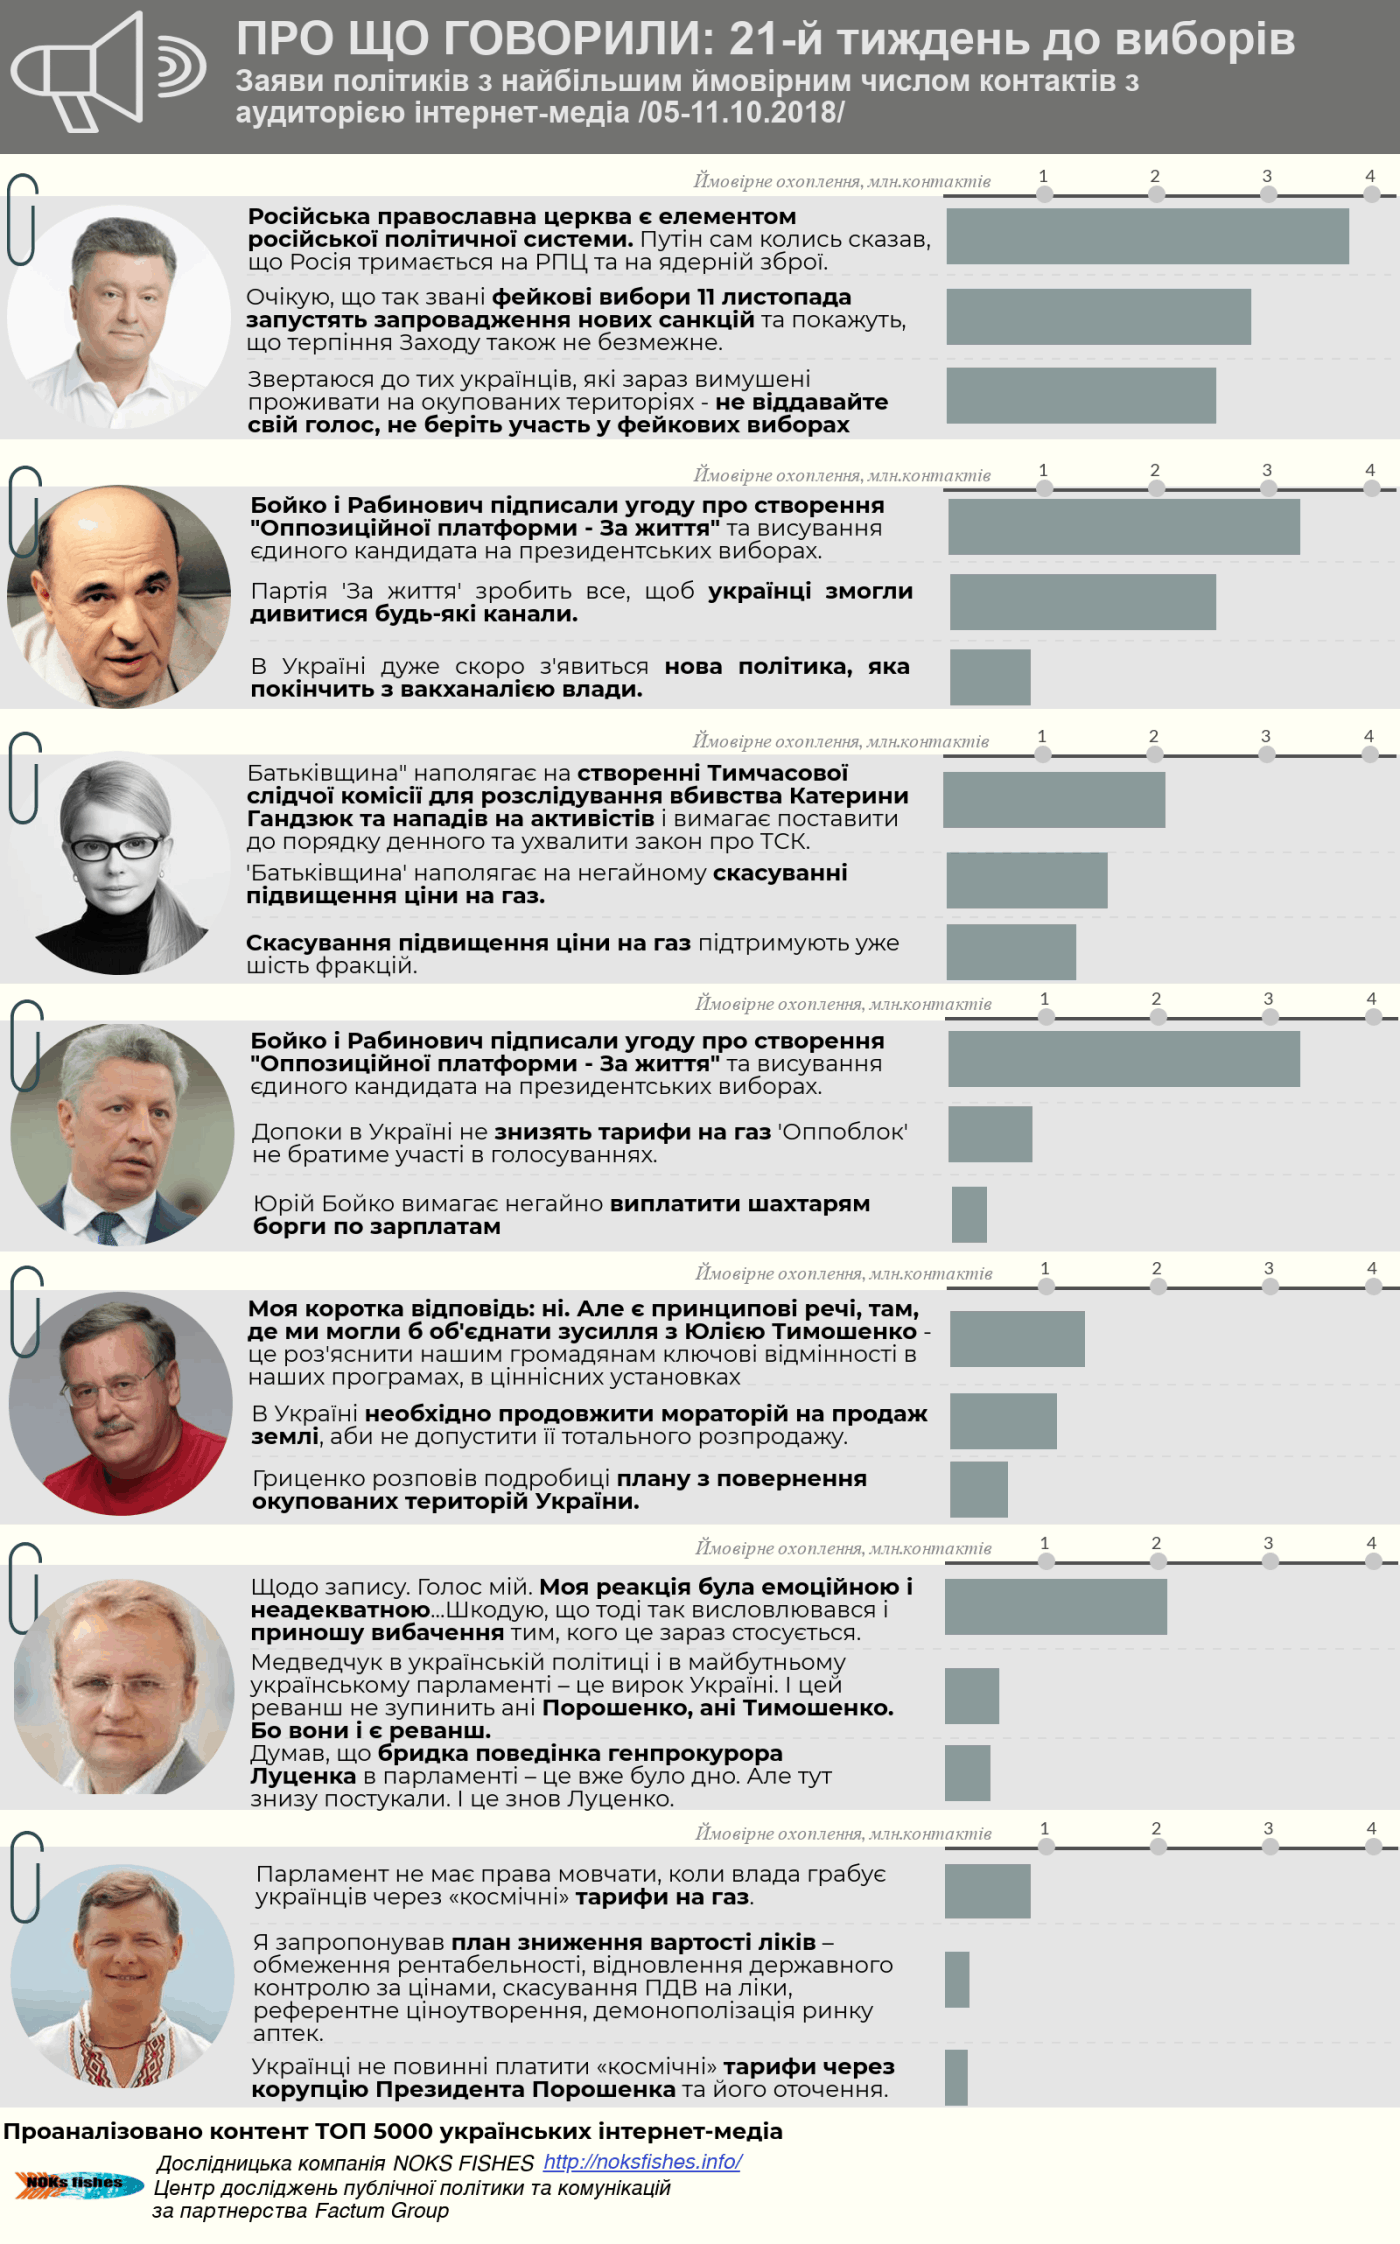 ПРО ЩО ГОВОРИЛИ: 21-й тиждень до виборів
Заяви політиків з найбільшим ймовірним числом контактів з
аудиторією інтернет-медіа /05-11.10.2018/
Ймовірне охоплення, млн.контактів 1 2 3 4
Російська православна церква є елементом
російської політичної системи. Путін сам колись сказав,
що Росія тримається на РПЦ та на ядерній зброї.
Очікую, що так звані фейкові вибори 11 листопада
запустять запровадження нових санкцій та покажуть,
що терпіння Заходу також не безмежне.
Звертаюся до тих українців, які зараз вимушені
проживати на окупованих територіях - не віддавайте
свій голос, не беріть участь у фейкових виборах
Ймовірне охоплення, млн.контактів 1 2 3 4
Бойко і Рабинович підписали угоду про створення
"Оппозиційної платформи - За життя" та висування
єдиного кандидата на президентських виборах.
Партія 'За життя' зробить все, щоб українці змогли
дивитися будь-які канали.
В Україні дуже скоро з'явиться нова політика, яка
покінчить з вакханалією влади.
Ймовірне охоплення, млн.контактів 1 2 3 4
Батьківщина" наполягає на створенні Тимчасової
слідчої комісії для розслідування вбивства Катерини
Гандзюк та нападів на активістів і вимагає поставити
до порядку денного та ухвалити закон про ТСК.
'Батьківщина' наполягає на негайному скасуванні
підвищення ціни на газ.
Скасування підвищення ціни на газ підтримують уже
шість фракцій.
Ймовірне охоплення, млн.контактів 1 2 3 4
Бойко і Рабинович підписали угоду про створення
"Оппозиційної платформи - За життя" та висування
єдиного кандидата на президентських виборах.
Допоки в Україні не знизять тарифи на газ 'Оппоблок'
не братиме участі в голосуваннях.
Юрій Бойко вимагає негайно виплатити шахтарям
борги по зарплатам
Ймовірне охоплення, млн.контактів 1 2 3 4
Моя коротка відповідь: ні. Але є принципові речі, там,
де ми могли б об'єднати зусилля з Юлією Тимошенко -
це роз'яснити нашим громадянам ключові відмінності в
наших програмах, в ціннісних установках
В Україні необхідно продовжити мораторій на продаж
землі, аби не допустити її тотального розпродажу.
Гриценко розповів подробиці плану з повернення
окупованих територій України.
Ймовірне охоплення, млн.контактів 1 2 3 4
Щодо запису. Голос мій. Моя реакція була емоційною і
неадекватною...Шкодую, що тоді так висловлювався і
приношу вибачення тим, кого це зараз стосується.
Медведчук в українській політиці і в майбутньому
українському парламенті – це вирок Україні. І цей
реванш не зупинить ані Порошенко, ані Тимошенко.
Бо вони і є реванш.
Думав, що бридка поведінка генпрокурора
Луценка в парламенті – це вже було дно. Але тут
знизу постукали. І це знов Луценко.
Ймовірне охоплення, млн.контактів 1 2 3 4
Парламент не має права мовчати, коли влада грабує
українців через «космічні» тарифи на газ.
Я запропонував план зниження вартості ліків –
обмеження рентабельності, відновлення державного
контролю за цінами, скасування ПДВ на ліки,
референтне ціноутворення, демонополізація ринку
аптек.
Українці не повинні платити «космічні» тарифи через
корупцію Президента Порошенка та його оточення.
Проаналізовано контент ТОП 5000 українських інтернет-медіа
NOKs fishes
Дослідницька компанія NOKS FISHES http://noksfishes.info/
Центр досліджень публічної політики та комунікацій
за партнерства Factum Group